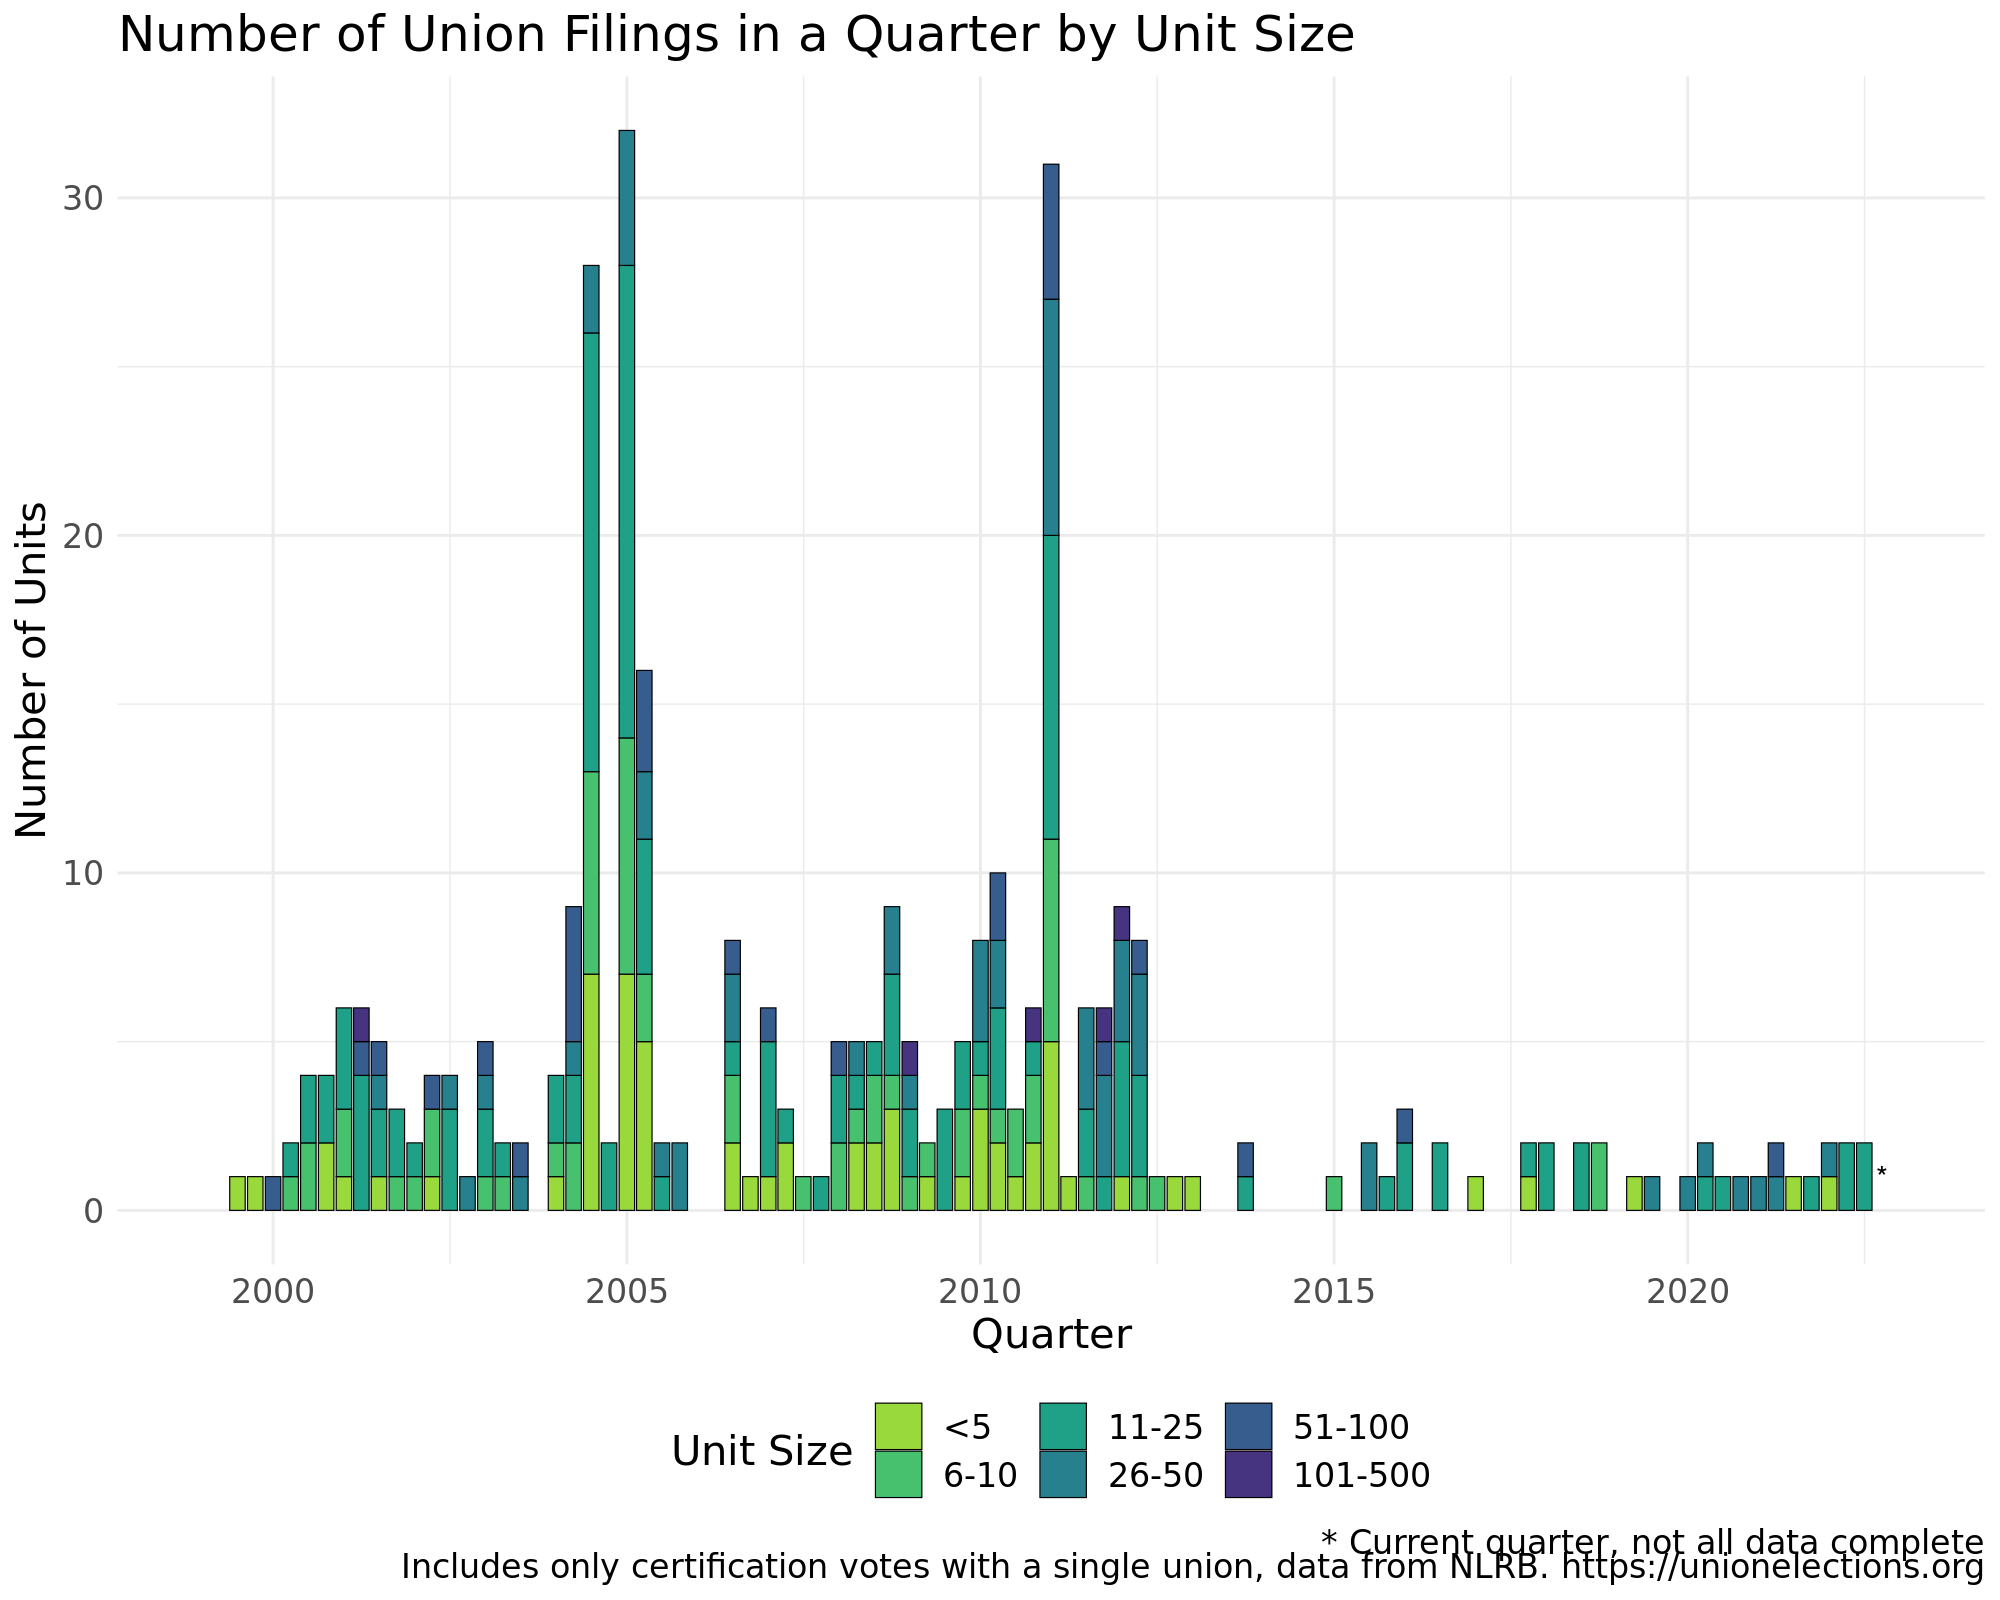 Number of Union Filings in a Quarter by Unit Size
Number of Units
30
20
10
0
*
2000 2005 2010 2015 2020
Quarter
Unit Size
<5 11-25 51-100
6-10 26-50 101-500
* Current quarter, not all data complete
Includes only certification votes with a single union, data from NLRB. https://unionelections.org